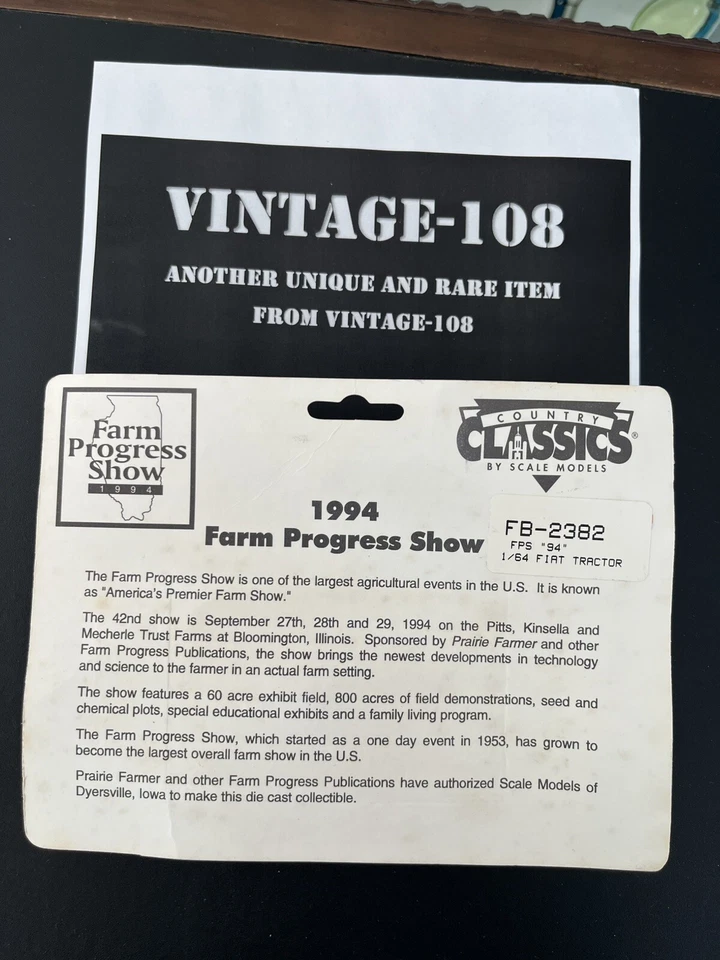 VINTAGE-108
ANOTHER UNIQUE AND RARE ITEM
FROM VINTAGE-108
Farm
Progress
Show
1994
COUNTRY
CLASSICS®
BY SCALE MODELS
1994
Farm Progress Show
FB-2382
FPS "94"
1/64 FIAT TRACTOR
The Farm Progress Show is one of the largest agricultural events in the U.S. It is known
as "America's Premier Farm Show."
The 42nd show is September 27th, 28th and 29, 1994 on the Pitts, Kinsella and
Mecherle Trust Farms at Bloomington, Illinois. Sponsored by Prairie Farmer and other
Farm Progress Publications, the show brings the newest developments in technology
and science to the farmer in an actual farm setting.
The show features a 60 acre exhibit field, 800 acres of field demonstrations, seed and
chemical plots, special educational exhibits and a family living program.
The Farm Progress Show, which started as a one day event in 1953, has grown to
become the largest overall farm show in the U.S.
Prairie Farmer and other Farm Progress Publications have authorized Scale Models of
Dyersville, Iowa to make this die cast collectible.